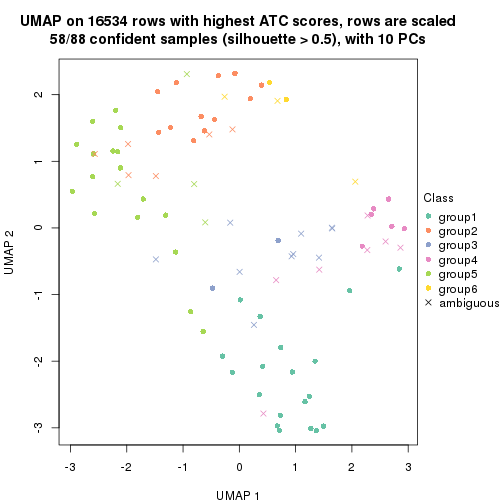 UMAP on 16534 rows with highest ATC scores, rows are scaled
58/88 confident samples (silhouette > 0.5), with 10 PCs
2
1
0
-1
-2
-3
UMAP 2
-3
-2
-1
0
1
2
3
UMAP 1
Class
group1
group2
group3
group4
group5
group6
ambiguous